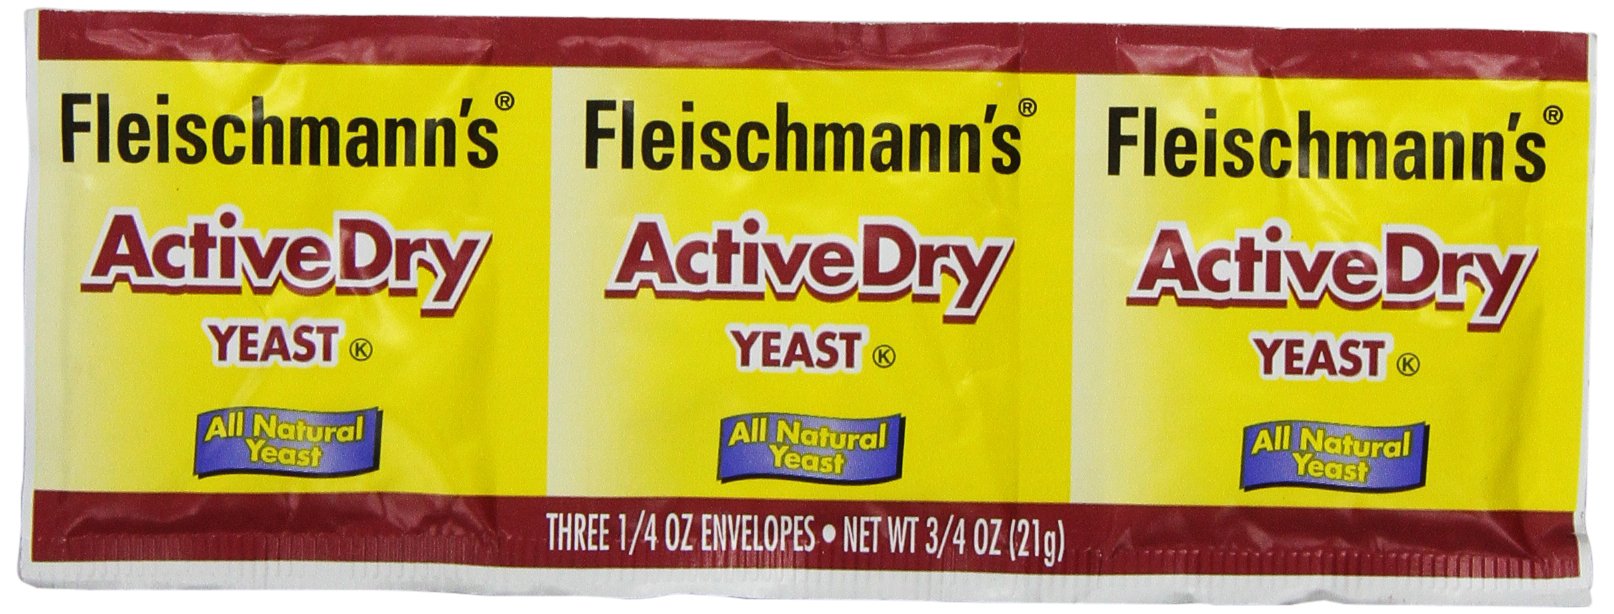 Fleischmann's®
ActiveDry
YEAST Ⓚ
All Natural
Yeast
Fleischmann's®
ActiveDry
YEAST Ⓚ
All Natural
Yeast
Fleischmann's®
ActiveDry
YEAST Ⓚ
All Natural
Yeast
THREE 1/4 OZ ENVELOPES • NET WT 3/4 OZ (21g)